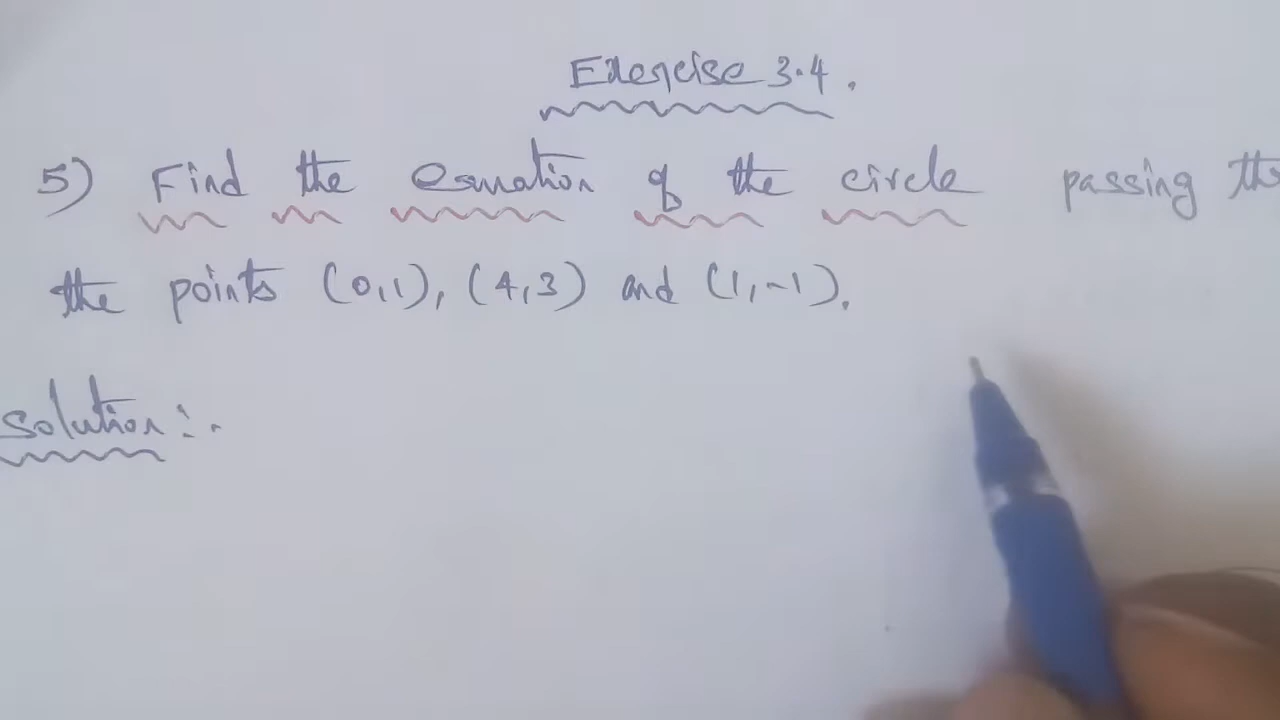 Exercise 3.4.
5) Find the equation of the circle passing th
the points (0,1), (4,3) and (1,-1).
Solution:.